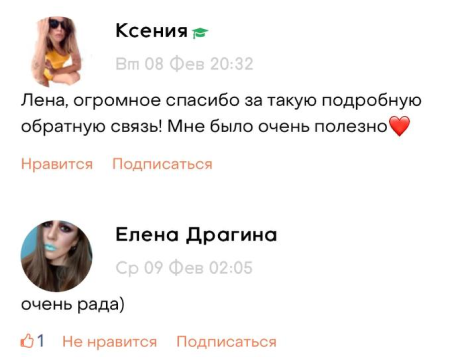 Ксения
Вт 08 Фев 20:32
Лена, огромное спасибо за такую подробную
обратную связь! Мне было очень полезно❤️
Нравится Подписаться
Елена Драгина
Ср 09 Фев 02:05
очень рада)
1 Не нравится Подписаться